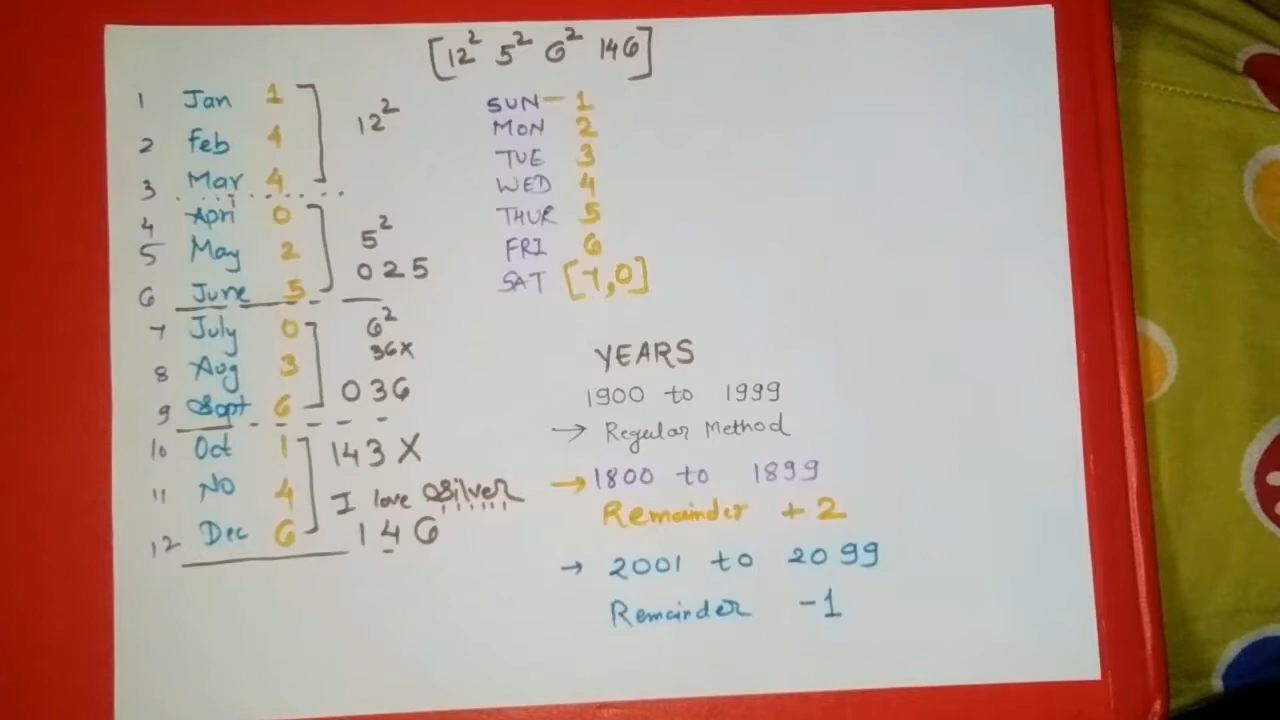 [12² 5² 6² 146]
1 Jan 1
2 Feb 4
3 Mar 4
12²
4 Apri 0
5 May 2
6 June 5
5²
025
7 July 0
8 Aug 3
9 Sept 6
6²
36x
036
10 Oct 1
11 No 4
12 Dec 6
143 X
I love Silver
146
SUN - 1
MON 2
TUE 3
WED 4
THUR 5
FRI 6
SAT [7,0]
YEARS
1900 to 1999
→ Regular Method
→ 1800 to 1899
Remainder +2
→ 2001 to 2099
Remainder -1